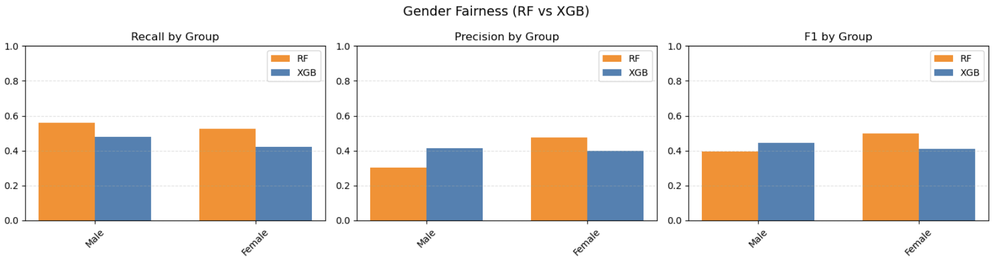 Gender Fairness (RF vs XGB)
Recall by Group
1.0
0.8
0.6
0.4
0.2
0.0
RF
XGB
Male
Female
Precision by Group
1.0
0.8
0.6
0.4
0.2
0.0
RF
XGB
Male
Female
F1 by Group
1.0
0.8
0.6
0.4
0.2
0.0
RF
XGB
Male
Female